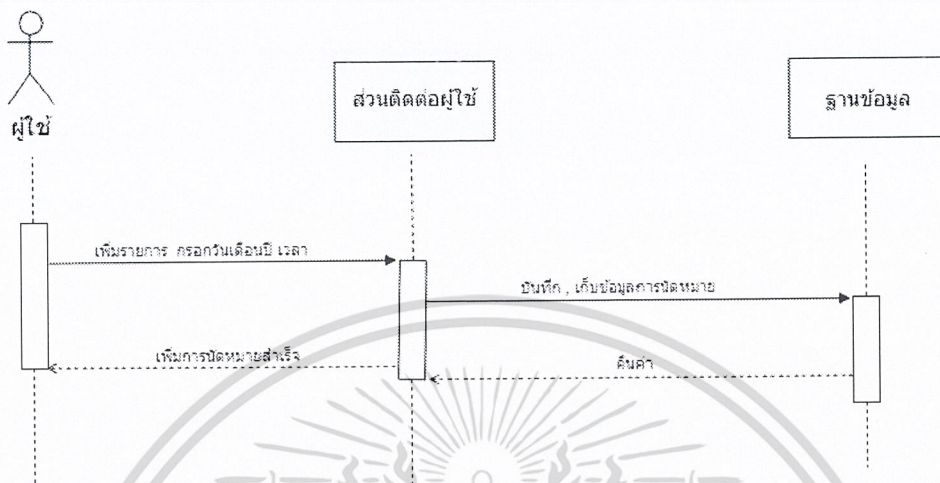 ผู้ใช้
ส่วนติดต่อผู้ใช้
ฐานข้อมูล
เพิ่มรายการ กรอกวันเดือนปี เวลา
บันทึก , เก็บข้อมูลการนัดหมาย
เพิ่มการนัดหมายสำเร็จ
คืนค่า